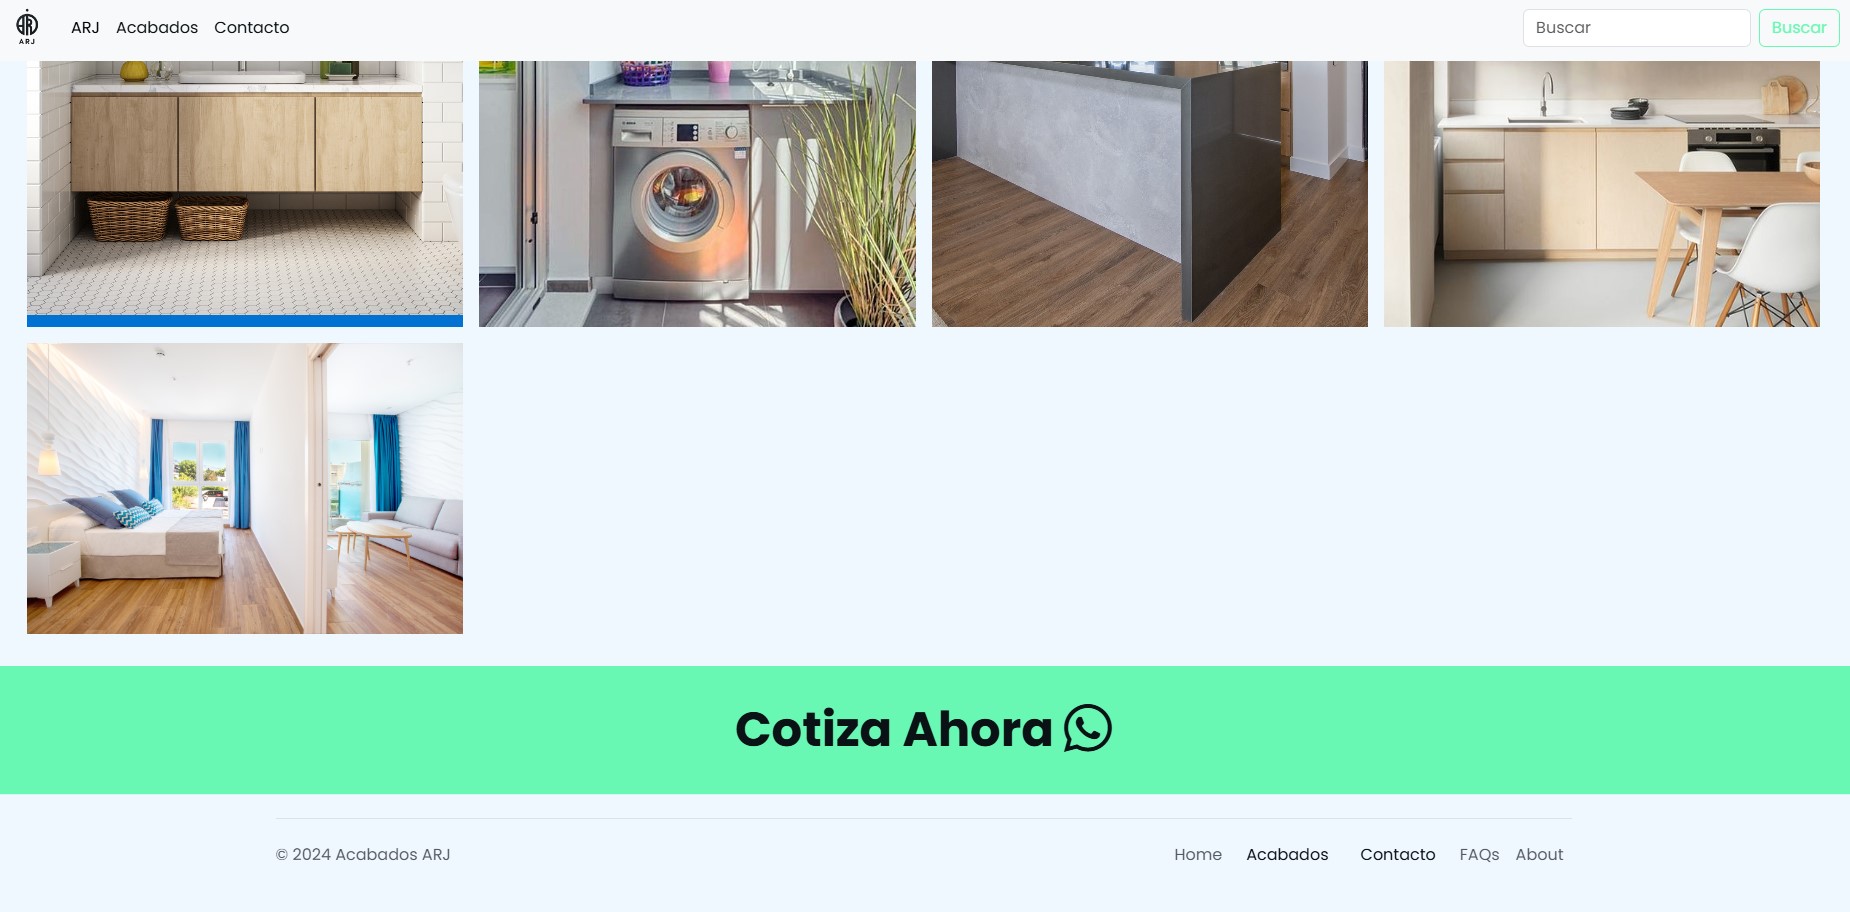 ARJ
ARJ Acabados Contacto Buscar Buscar
Cotiza Ahora
© 2024 Acabados ARJ Home Acabados Contacto FAQs About